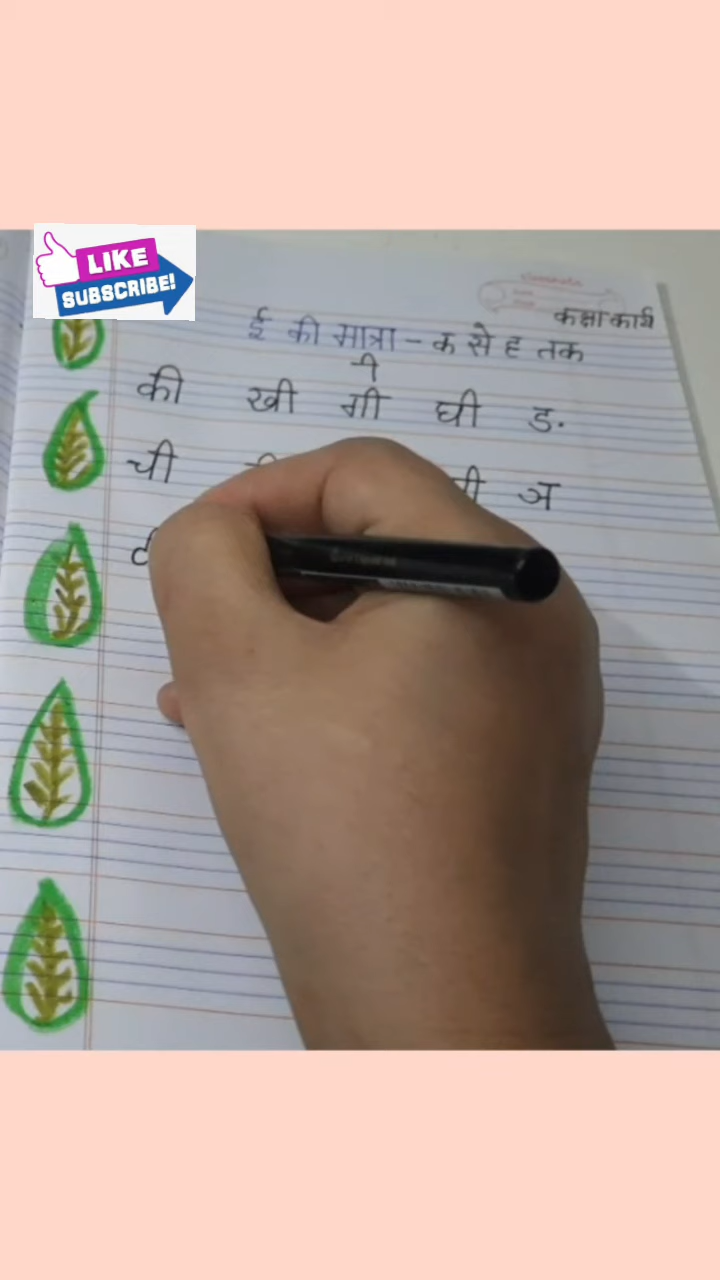 LIKE
SUBSCRIBE!
कक्षा कार्य
ई की मात्रा - क से ह तक
ी
की खी गी घी ङ
ची ञ